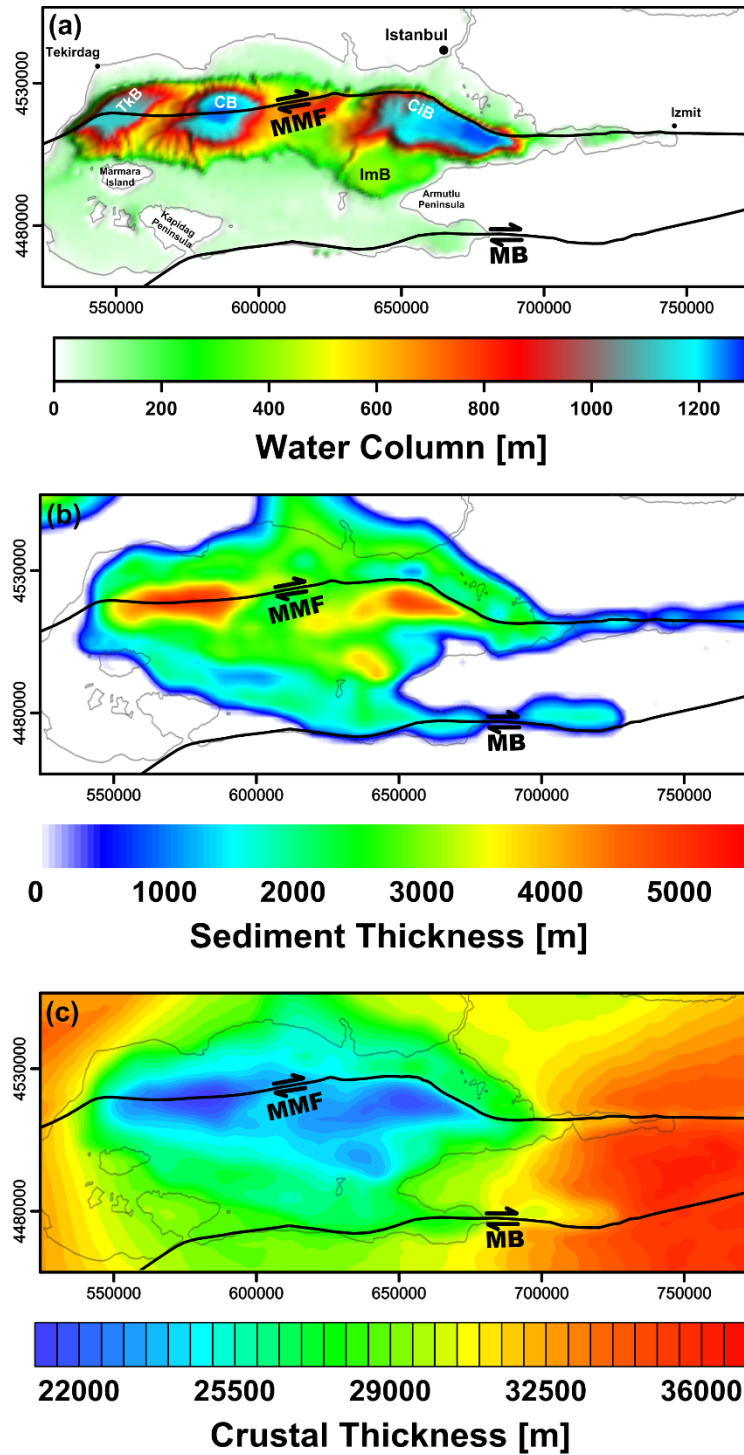 (a)
Istanbul
Tekirdag
4530000
TkB
CB
CiB
MMF
Izmit
ImB
Marmara
Island
Armutlu
Peninsula
Kapidag
Peninsula
4480000
MB
550000 600000 650000 700000 750000
0 200 400 600 800 1000 1200
Water Column [m]
(b)
4530000
MMF
4480000
MB
550000 600000 650000 700000 750000
0 1000 2000 3000 4000 5000
Sediment Thickness [m]
(c)
4530000
MMF
4480000
MB
550000 600000 650000 700000 750000
22000 25500 29000 32500 36000
Crustal Thickness [m]